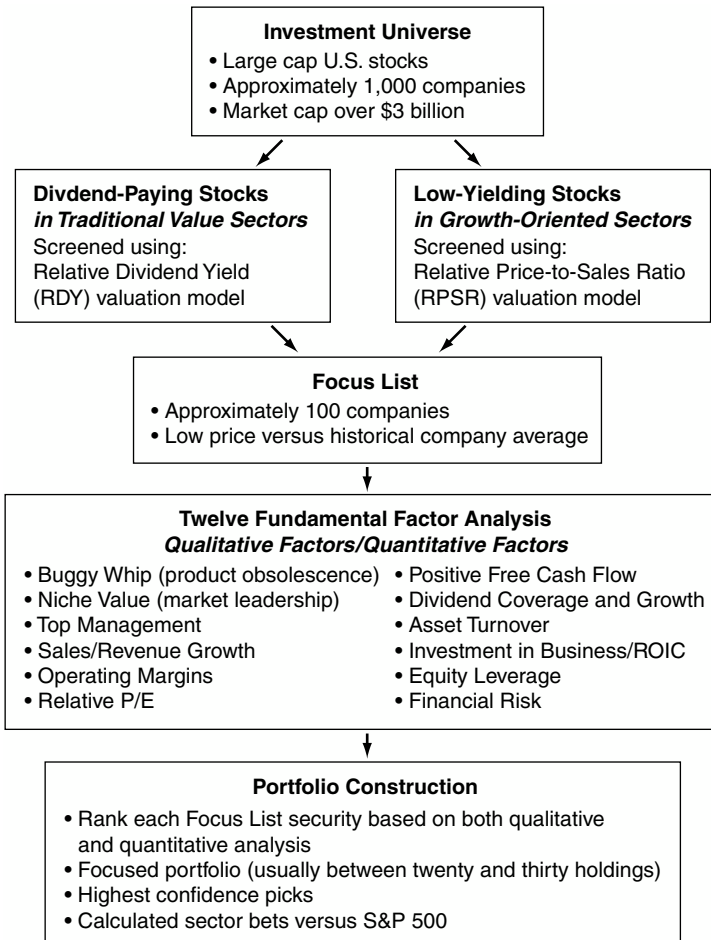 Investment Universe
• Large cap U.S. stocks
• Approximately 1,000 companies
• Market cap over $3 billion
Divdend-Paying Stocks
in Traditional Value Sectors
Screened using:
Relative Dividend Yield
(RDY) valuation model
Low-Yielding Stocks
in Growth-Oriented Sectors
Screened using:
Relative Price-to-Sales Ratio
(RPSR) valuation model
Focus List
• Approximately 100 companies
• Low price versus historical company average
Twelve Fundamental Factor Analysis
Qualitative Factors/Quantitative Factors
• Buggy Whip (product obsolescence)
• Niche Value (market leadership)
• Top Management
• Sales/Revenue Growth
• Operating Margins
• Relative P/E
• Positive Free Cash Flow
• Dividend Coverage and Growth
• Asset Turnover
• Investment in Business/ROIC
• Equity Leverage
• Financial Risk
Portfolio Construction
• Rank each Focus List security based on both qualitative
and quantitative analysis
• Focused portfolio (usually between twenty and thirty holdings)
• Highest confidence picks
• Calculated sector bets versus S&P 500